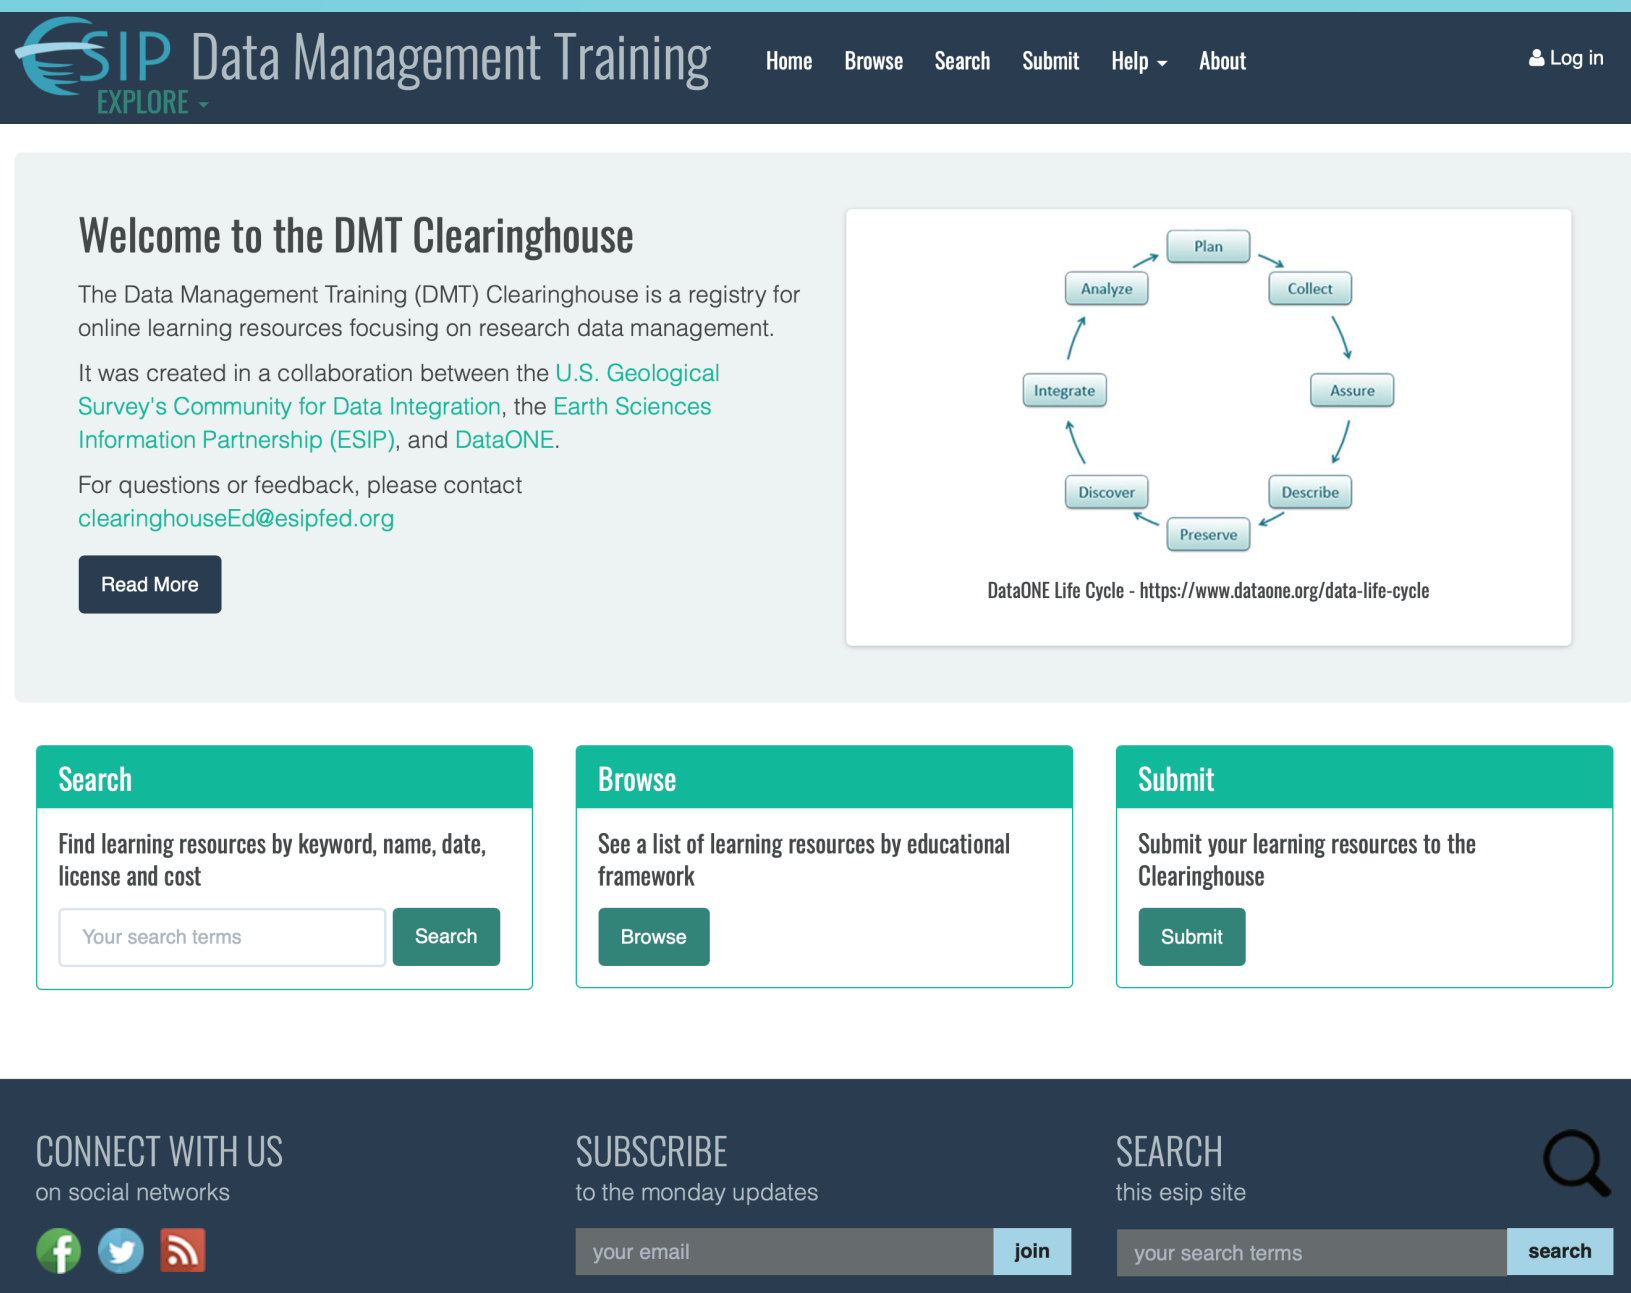 ESIP Data Management Training
EXPLORE
Home Browse Search Submit Help About
Log in
Welcome to the DMT Clearinghouse
The Data Management Training (DMT) Clearinghouse is a registry for
online learning resources focusing on research data management.
It was created in a collaboration between the U.S. Geological
Survey's Community for Data Integration, the Earth Sciences
Information Partnership (ESIP), and DataONE.
For questions or feedback, please contact
clearinghouseEd@esipfed.org
Read More
Plan
Collect
Assure
Describe
Preserve
Discover
Integrate
Analyze
DataONE Life Cycle - https://www.dataone.org/data-life-cycle
Search
Find learning resources by keyword, name, date,
license and cost
Your search terms
Search
Browse
See a list of learning resources by educational
framework
Browse
Submit
Submit your learning resources to the
Clearinghouse
Submit
CONNECT WITH US
on social networks
SUBSCRIBE
to the monday updates
your email
join
SEARCH
this esip site
your search terms
search